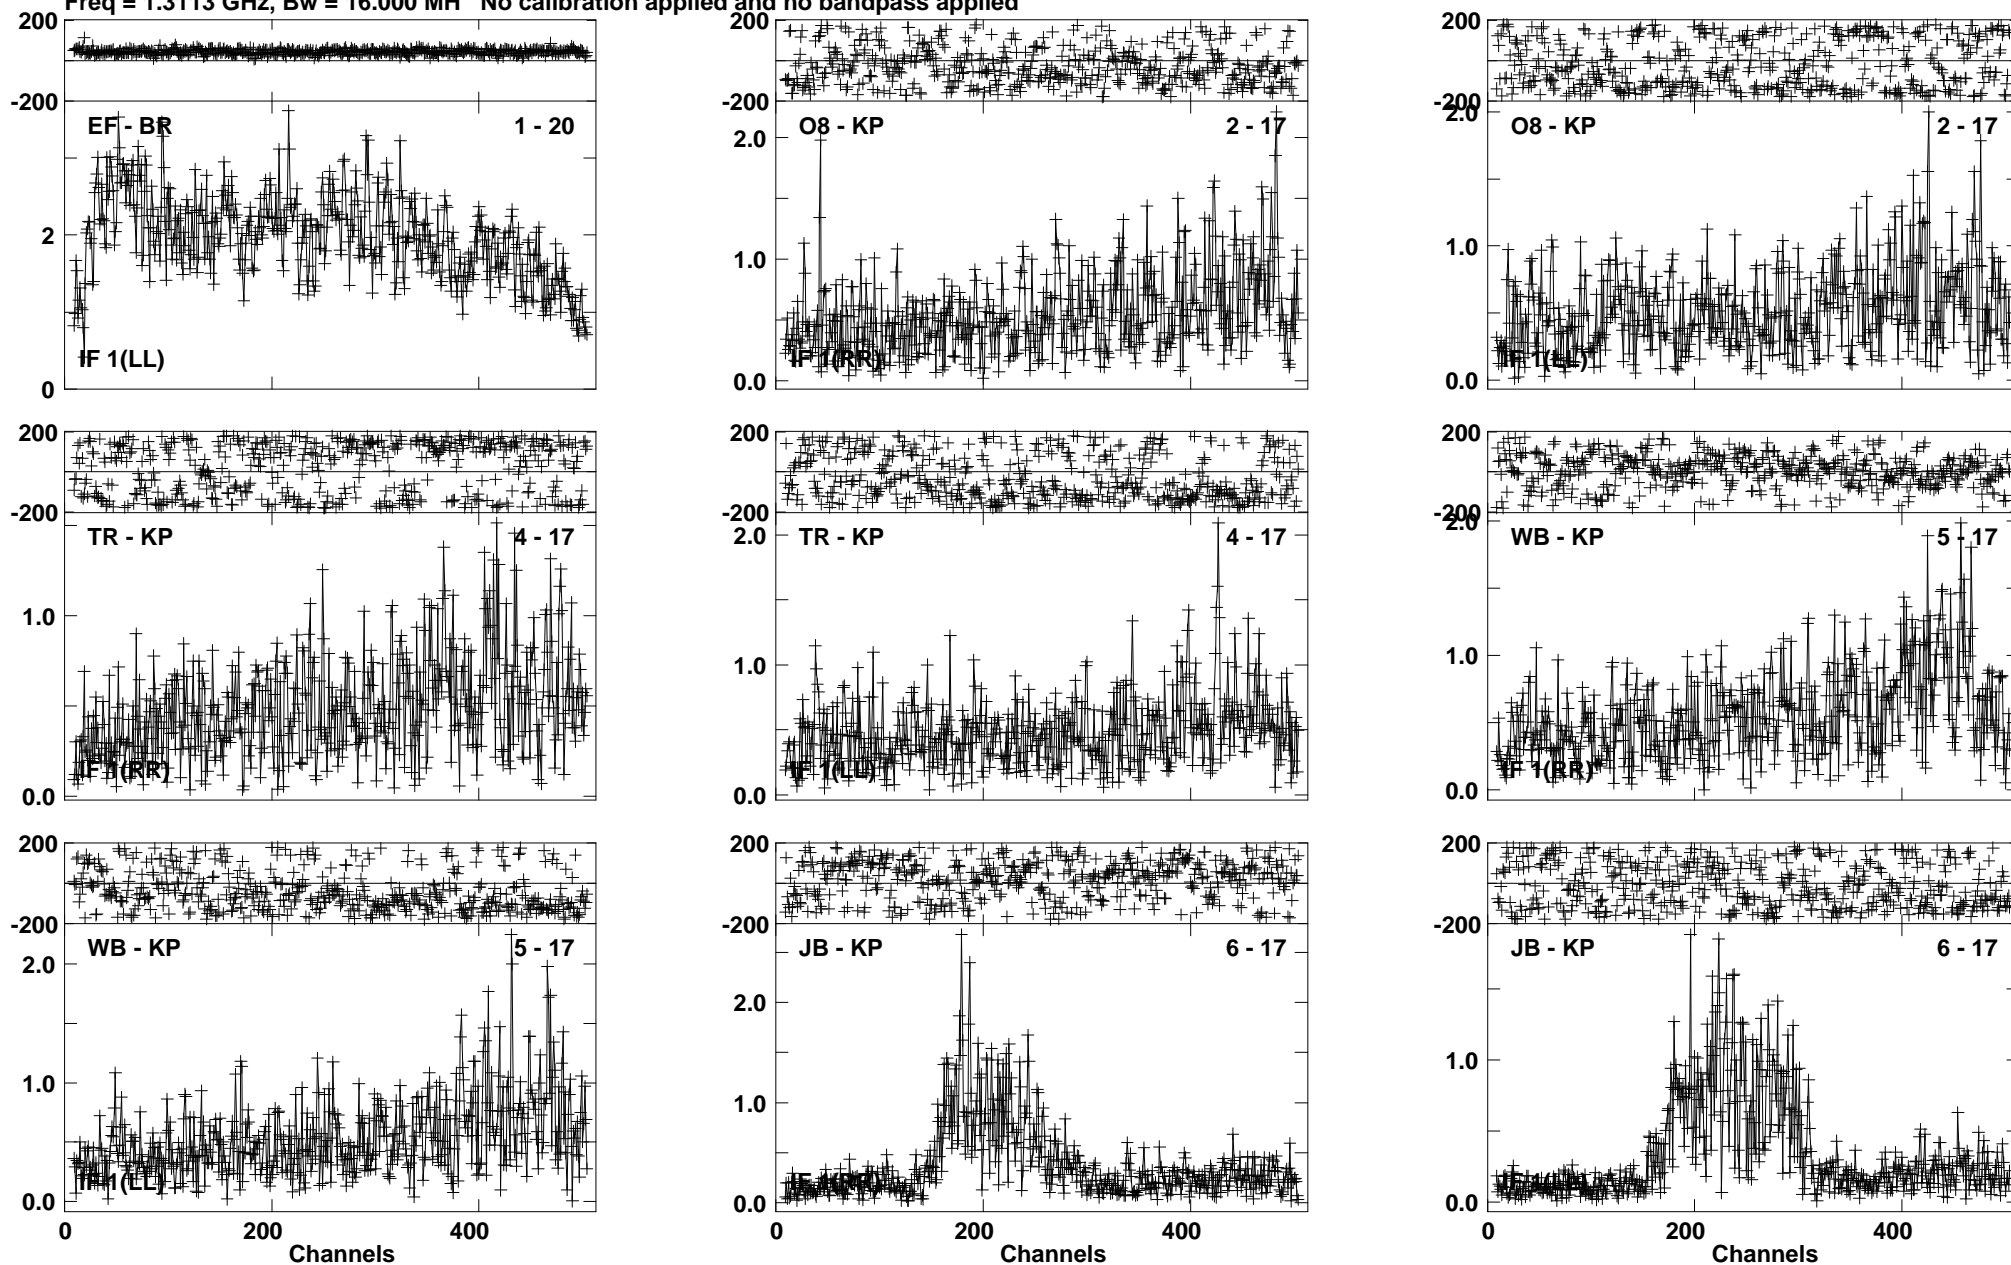 Freq = 1.3113 GHz, Bw = 16.000 MH No calibration applied and no bandpass applied
200 200 200
-200 -200 -200
EF - BR 1 - 20 O8 - KP 2 - 17 O8 - KP 2 - 17
2.0 2.0
2 1.0 1.0
IF 1(LL) IF 1(RR) IF 1(LL)
0 0.0 0.0
200 200 200
-200 -200 -200
TR - KP 4 - 17 TR - KP 4 - 17 WB - KP 5 - 17
2.0 2.0
1.0 1.0 1.0
IF 1(RR) IF 1(LL) IF 1(RR)
0.0 0.0 0.0
200 200 200
-200 -200 -200
WB - KP 5 - 17 JB - KP 6 - 17 JB - KP 6 - 17
2.0 2.0
1.0 1.0 1.0
IF 1(LL) IF 1(RR)
0.0 0.0 0.0
0 200 400 0 200 400 0 200 400
Channels Channels Channels